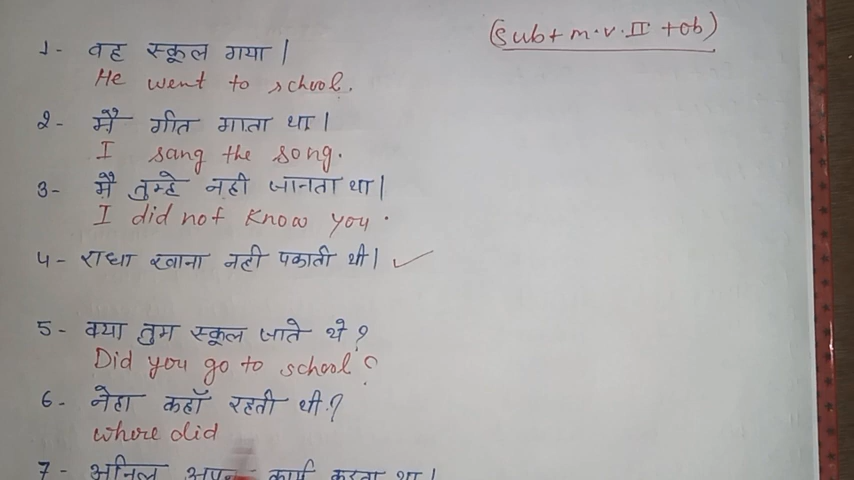 (Sub + m.v.II + ob)
1- वह स्कूल गया |
He went to school.
2- मैं गीत गाता था |
I sang the song.
3- मैं तुम्हे नही जानता था |
I did not know you.
4- राधा खाना नही पकाती थी |
5- क्या तुम स्कूल जाते थे ?
Did you go to school ?
6- नेहा कहाँ रहती थी ?
where did
7- अनिल कार्य करता था |